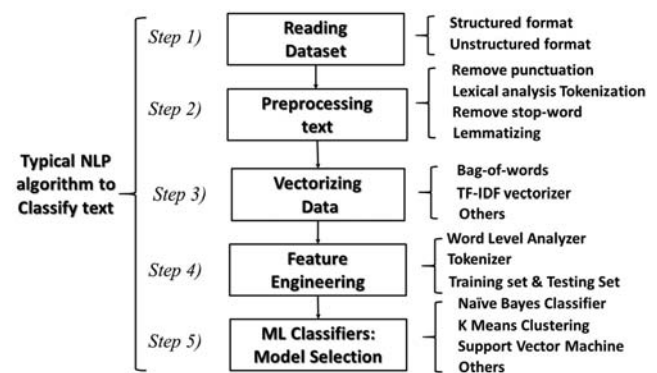 Typical NLP
algorithm to
Classify text
Step 1)
Reading
Dataset
Structured format
Unstructured format
Step 2)
Preprocessing
text
Remove punctuation
Lexical analysis Tokenization
Remove stop-word
Lemmatizing
Step 3)
Vectorizing
Data
Bag-of-words
TF-IDF vectorizer
Others
Step 4)
Feature
Engineering
Word Level Analyzer
Tokenizer
Training set & Testing Set
Step 5)
ML Classifiers:
Model Selection
Naïve Bayes Classifier
K Means Clustering
Support Vector Machine
Others